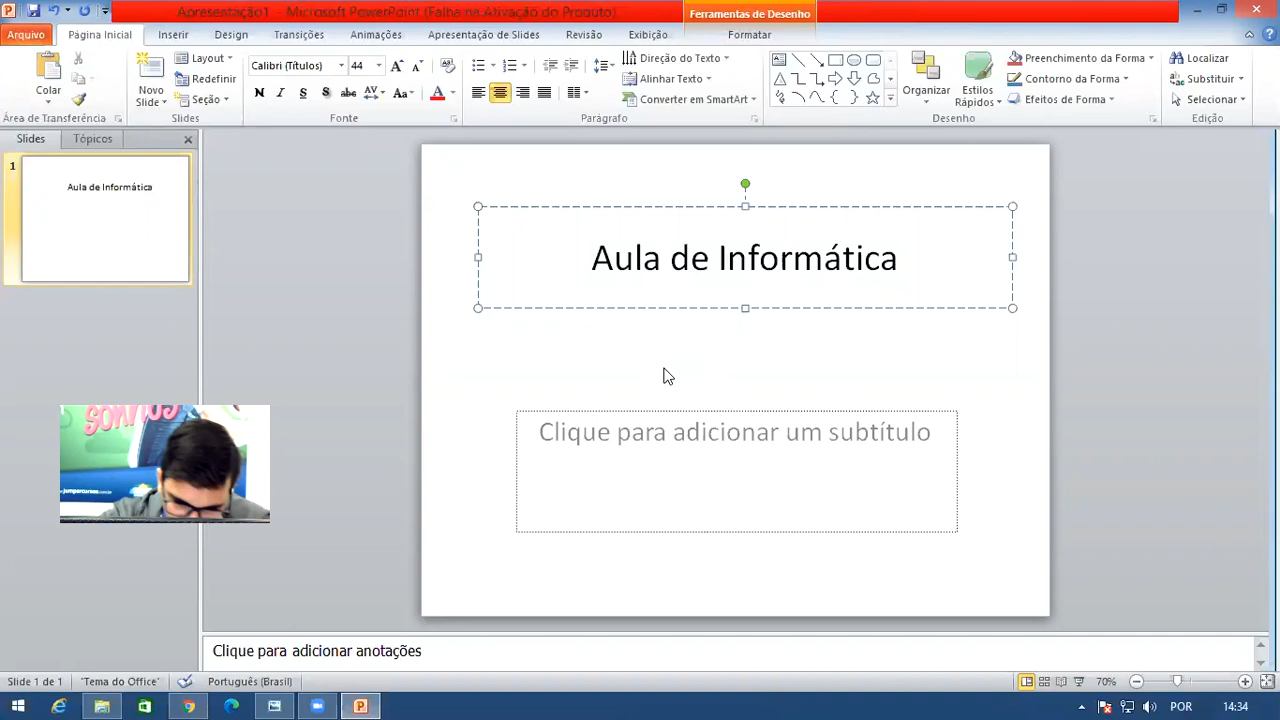 Apresentação1 - Microsoft PowerPoint (Falha na Ativação do Produto)
Ferramentas de Desenho
Arquivo Página Inicial Inserir Design Transições Animações Apresentação de Slides Revisão Exibição Formatar
Colar
Área de Transferência
Novo
Slide
Layout
Redefinir
Seção
Slides
Calibri (Títulos) 44
N I S S abc AV Aa A
Fonte
Direção do Texto
Alinhar Texto
Converter em SmartArt
Parágrafo
Organizar
Estilos
Rápidos
Preenchimento da Forma
Contorno da Forma
Efeitos de Forma
Desenho
Localizar
Substituir
Selecionar
Edição
Slides Tópicos
1
Aula de Informática
Aula de Informática
Clique para adicionar um subtítulo
sonhos
jumpercursos
Clique para adicionar anotações
Slide 1 de 1 "Tema do Office" Português (Brasil) 70%
POR 14:34